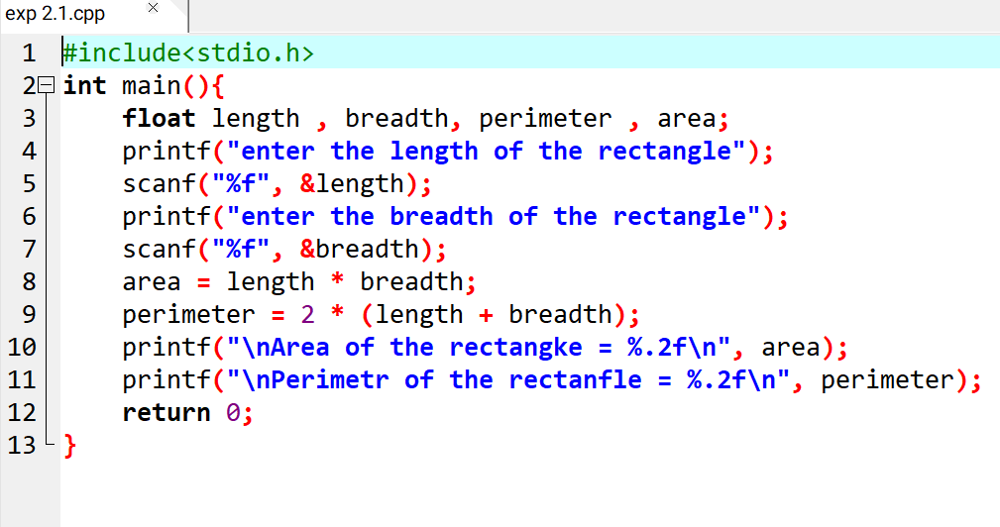 exp 2.1.cpp ×
1 #include<stdio.h>
2 int main(){
3 float length , breadth, perimeter , area;
4 printf("enter the length of the rectangle");
5 scanf("%f", &length);
6 printf("enter the breadth of the rectangle");
7 scanf("%f", &breadth);
8 area = length * breadth;
9 perimeter = 2 * (length + breadth);
10 printf("\nArea of the rectangke = %.2f\n", area);
11 printf("\nPerimetr of the rectanfle = %.2f\n", perimeter);
12 return 0;
13 }